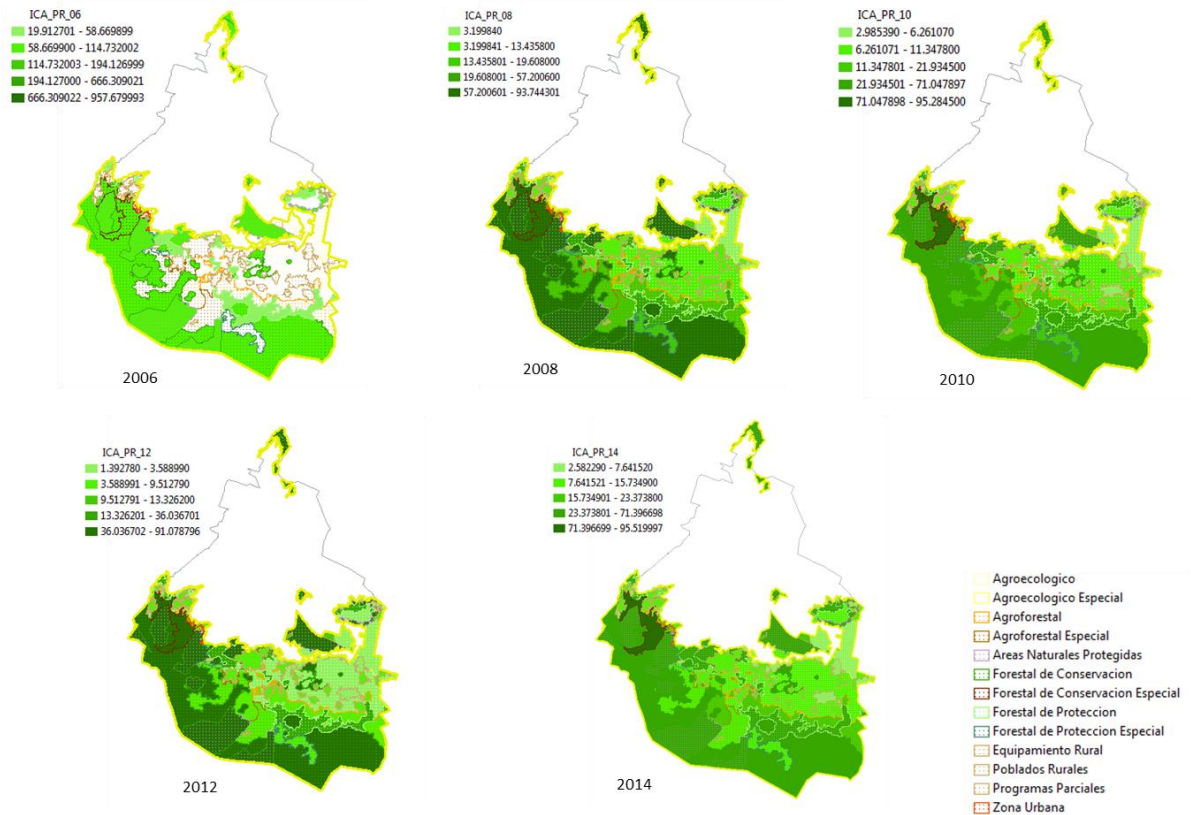 ICA_PR_06
19.912701 - 58.669899
58.669900 - 114.732002
114.732003 - 194.126999
194.127000 - 666.309021
666.309022 - 957.679993
2006
ICA_PR_08
3.199840
3.199841 - 13.435800
13.435801 - 19.608000
19.608001 - 57.200600
57.200601 - 93.744301
2008
ICA_PR_10
2.985390 - 6.261070
6.261071 - 11.347800
11.347801 - 21.934500
21.934501 - 71.047897
71.047898 - 95.284500
2010
ICA_PR_12
1.392780 - 3.588990
3.588991 - 9.512790
9.512791 - 13.326200
13.326201 - 36.036701
36.036702 - 91.078796
2012
ICA_PR_14
2.582290 - 7.641520
7.641521 - 15.734900
15.734901 - 23.373800
23.373801 - 71.396698
71.396699 - 95.519997
2014
Agroecologico
Agroecologico Especial
Agroforestal
Agroforestal Especial
Areas Naturales Protegidas
Forestal de Conservacion
Forestal de Conservacion Especial
Forestal de Proteccion
Forestal de Proteccion Especial
Equipamiento Rural
Poblados Rurales
Programas Parciales
Zona Urbana